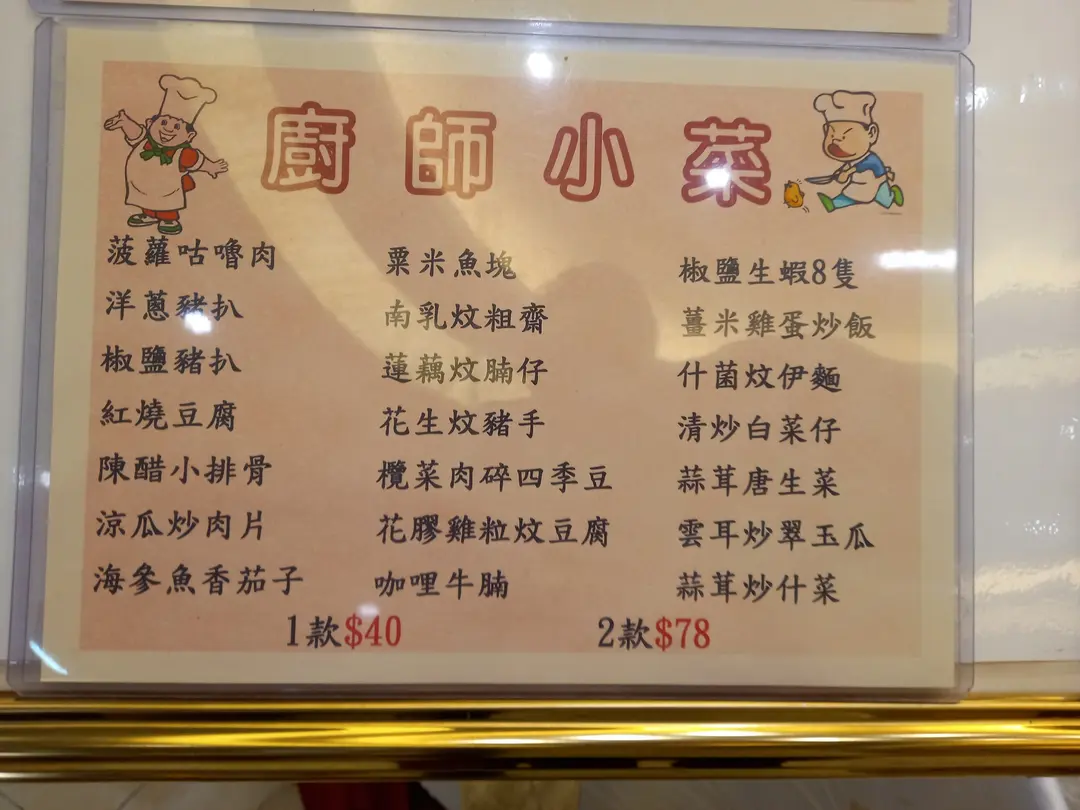 廚師小菜
菠蘿咕嚕肉
洋蔥豬扒
椒鹽豬扒
紅燒豆腐
陳醋小排骨
涼瓜炒肉片
海參魚香茄子
粟米魚塊
南乳炆粗齋
蓮藕炆腩仔
花生炆豬手
欖菜肉碎四季豆
花膠雞粒炆豆腐
咖哩牛腩
椒鹽生蝦8隻
薑米雞蛋炒飯
什菌炆伊麵
清炒白菜仔
蒜茸唐生菜
雲耳炒翠玉瓜
蒜茸炒什菜
1款$40 2款$78